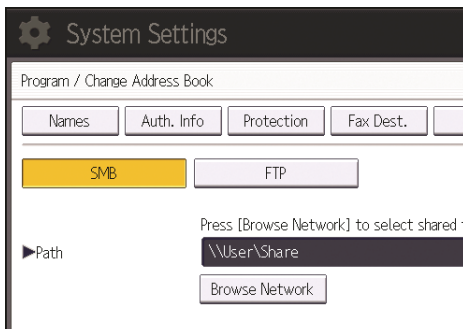 System Settings
Program / Change Address Book
Names Auth. Info Protection Fax Dest.
SMB FTP
Press [Browse Network] to select shared
▶Path \\User\Share
Browse Network